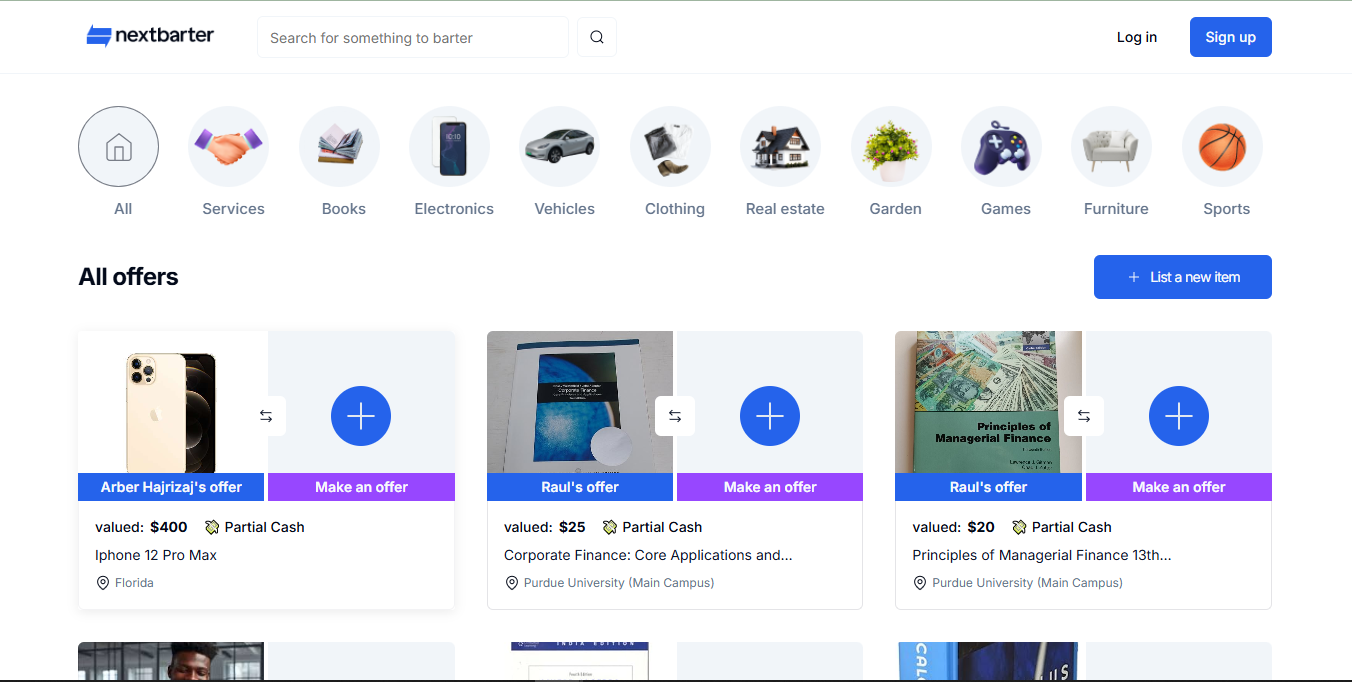 nextbarter
Search for something to barter
Log in
Sign up
All
Services
Books
Electronics
Vehicles
Clothing
Real estate
Garden
Games
Furniture
Sports
All offers
+ List a new item
Arber Hajrizaj's offer
Make an offer
valued: $400 Partial Cash
Iphone 12 Pro Max
Florida
Corporate Finance
Raul's offer
Make an offer
valued: $25 Partial Cash
Corporate Finance: Core Applications and...
Purdue University (Main Campus)
Principles of
Managerial Finance
Raul's offer
Make an offer
valued: $20 Partial Cash
Principles of Managerial Finance 13th...
Purdue University (Main Campus)
INDIA EDITION